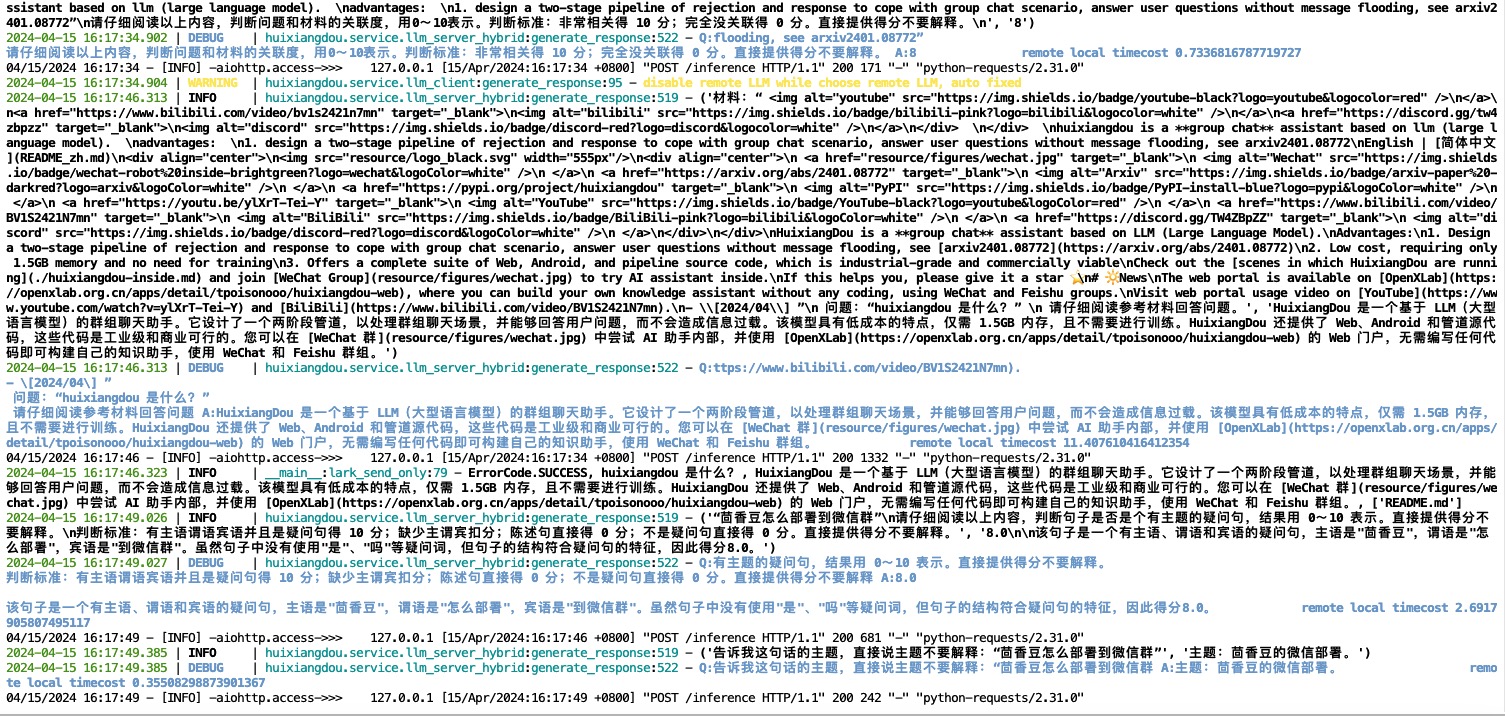 ssistant based on llm (large language model).  \nadvantages:  \n1. design a two-stage pipeline of rejection and response to cope with group chat scenario, answer user questions without message flooding, see arxiv2
401.08772”\n请仔细阅读以上内容，判断问题和材料的关联度，用0～10表示。判断标准：非常相关得 10 分；完全没关联得 0 分。直接提供得分不要解释。\n', '8')
2024-04-15 16:17:34.902 | DEBUG    | huixiangdou.service.llm_server_hybrid:generate_response:522 - Q:flooding, see arxiv2401.08772”
请仔细阅读以上内容，判断问题和材料的关联度，用0～10表示。判断标准：非常相关得 10 分；完全没关联得 0 分。直接提供得分不要解释。 A:8            remote local timecost 0.7336816787719727
04/15/2024 16:17:34 - [INFO] -aiohttp.access->>>    127.0.0.1 [15/Apr/2024:16:17:34 +0800] "POST /inference HTTP/1.1" 200 171 "-" "python-requests/2.31.0"
2024-04-15 16:17:34.904 | WARNING  | huixiangdou.service.llm_client:generate_response:95 - disable remote LLM while choose remote LLM, auto fixed
2024-04-15 16:17:46.313 | INFO     | huixiangdou.service.llm_server_hybrid:generate_response:519 - ('材料：“ <img alt="youtube" src="https://img.shields.io/badge/youtube-black?logo=youtube&logocolor=red" />\n</a>\
n<a href="https://www.bilibili.com/video/bv1s2421n7mn" target="_blank">\n<img alt="bilibili" src="https://img.shields.io/badge/bilibili-pink?logo=bilibili&logocolor=white" />\n</a>\n<a href="https://discord.gg/tw4
zbpzz" target="_blank">\n<img alt="discord" src="https://img.shields.io/badge/discord-red?logo=discord&logocolor=white" />\n</a>\n</div>  \n</div>  \nhuixiangdou is a **group chat** assistant based on llm (large l
anguage model).  \nadvantages:  \n1. design a two-stage pipeline of rejection and response to cope with group chat scenario, answer user questions without message flooding, see arxiv2401.08772\nEnglish | [简体中文
](README_zh.md)\n<div align="center">\n<img src="resource/logo_black.svg" width="555px"/>\n<div align="center">\n <a href="resource/figures/wechat.jpg" target="_blank">\n <img alt="Wechat" src="https://img.shields
.io/badge/wechat-robot%20inside-brightgreen?logo=wechat&logoColor=white" />\n </a>\n <a href="https://arxiv.org/abs/2401.08772" target="_blank">\n <img alt="Arxiv" src="https://img.shields.io/badge/arxiv-paper%20-
darkred?logo=arxiv&logoColor=white" />\n </a>\n <a href="https://pypi.org/project/huixiangdou" target="_blank">\n <img alt="PyPI" src="https://img.shields.io/badge/PyPI-install-blue?logo=pypi&logoColor=white" />\n
 </a>\n <a href="https://youtu.be/ylXrT-Tei-Y" target="_blank">\n <img alt="YouTube" src="https://img.shields.io/badge/YouTube-black?logo=youtube&logoColor=red" />\n </a>\n <a href="https://www.bilibili.com/video/
BV1S2421N7mn" target="_blank">\n <img alt="BiliBili" src="https://img.shields.io/badge/BiliBili-pink?logo=bilibili&logoColor=white" />\n </a>\n <a href="https://discord.gg/TW4ZBpZZ" target="_blank">\n <img alt="di
scord" src="https://img.shields.io/badge/discord-red?logo=discord&logoColor=white" />\n </a>\n</div>\n</div>\nHuixiangDou is a **group chat** assistant based on LLM (Large Language Model).\nAdvantages:\n1. Design
a two-stage pipeline of rejection and response to cope with group chat scenario, answer user questions without message flooding, see [arxiv2401.08772](https://arxiv.org/abs/2401.08772)\n2. Low cost, requiring only
 1.5GB memory and no need for training\n3. Offers a complete suite of Web, Android, and pipeline source code, which is industrial-grade and commercially viable\nCheck out the [scenes in which HuixiangDou are runni
ng](./huixiangdou-inside.md) and join [WeChat Group](resource/figures/wechat.jpg) to try AI assistant inside.\nIf this helps you, please give it a star 🌟\n# 🔆News\nThe web portal is available on [OpenXLab](https:
//openxlab.org.cn/apps/detail/tpoisonooo/huixiangdou-web), where you can build your own knowledge assistant without any coding, using WeChat and Feishu groups.\nVisit web portal usage video on [YouTube](https://ww
w.youtube.com/watch?v=ylXrT-Tei-Y) and [BiliBili](https://www.bilibili.com/video/BV1S2421N7mn).\n- \\[2024/04\\] ”\n 问题：“huixiangdou 是什么？” \n 请仔细阅读参考材料回答问题。', 'HuixiangDou 是一个基于 LLM（大型
语言模型）的群组聊天助手。它设计了一个两阶段管道，以处理群组聊天场景，并能够回答用户问题，而不会造成信息过载。该模型具有低成本的特点，仅需 1.5GB 内存，且不需要进行训练。HuixiangDou 还提供了 Web、Android 和管道源代
码，这些代码是工业级和商业可行的。您可以在 [WeChat 群](resource/figures/wechat.jpg) 中尝试 AI 助手内部，并使用 [OpenXLab](https://openxlab.org.cn/apps/detail/tpoisonooo/huixiangdou-web) 的 Web 门户，无需编写任何代
码即可构建自己的知识助手，使用 WeChat 和 Feishu 群组。')
2024-04-15 16:17:46.313 | DEBUG    | huixiangdou.service.llm_server_hybrid:generate_response:522 - Q:ttps://www.bilibili.com/video/BV1S2421N7mn).
- \[2024/04\] ”
 问题：“huixiangdou 是什么？”
 请仔细阅读参考材料回答问题 A:HuixiangDou 是一个基于 LLM（大型语言模型）的群组聊天助手。它设计了一个两阶段管道，以处理群组聊天场景，并能够回答用户问题，而不会造成信息过载。该模型具有低成本的特点，仅需 1.5GB 内存，
且不需要进行训练。HuixiangDou 还提供了 Web、Android 和管道源代码，这些代码是工业级和商业可行的。您可以在 [WeChat 群](resource/figures/wechat.jpg) 中尝试 AI 助手内部，并使用 [OpenXLab](https://openxlab.org.cn/apps/
detail/tpoisonooo/huixiangdou-web) 的 Web 门户，无需编写任何代码即可构建自己的知识助手，使用 WeChat 和 Feishu 群组。            remote local timecost 11.407610416412354
04/15/2024 16:17:46 - [INFO] -aiohttp.access->>>    127.0.0.1 [15/Apr/2024:16:17:34 +0800] "POST /inference HTTP/1.1" 200 1332 "-" "python-requests/2.31.0"
2024-04-15 16:17:46.323 | INFO     | __main__:lark_send_only:79 - ErrorCode.SUCCESS, huixiangdou 是什么？, HuixiangDou 是一个基于 LLM（大型语言模型）的群组聊天助手。它设计了一个两阶段管道，以处理群组聊天场景，并能
够回答用户问题，而不会造成信息过载。该模型具有低成本的特点，仅需 1.5GB 内存，且不需要进行训练。HuixiangDou 还提供了 Web、Android 和管道源代码，这些代码是工业级和商业可行的。您可以在 [WeChat 群](resource/figures/we
chat.jpg) 中尝试 AI 助手内部，并使用 [OpenXLab](https://openxlab.org.cn/apps/detail/tpoisonooo/huixiangdou-web) 的 Web 门户，无需编写任何代码即可构建自己的知识助手，使用 WeChat 和 Feishu 群组。, ['README.md']
2024-04-15 16:17:49.026 | INFO     | huixiangdou.service.llm_server_hybrid:generate_response:519 - ('“茴香豆怎么部署到微信群”\n请仔细阅读以上内容，判断句子是否是个有主题的疑问句，结果用 0～10 表示。直接提供得分不
要解释。\n判断标准：有主语谓语宾语并且是疑问句得 10 分；缺少主谓宾扣分；陈述句直接得 0 分；不是疑问句直接得 0 分。直接提供得分不要解释。', '8.0\n\n该句子是一个有主语、谓语和宾语的疑问句，主语是"茴香豆"，谓语是"怎
么部署"，宾语是"到微信群"。虽然句子中没有使用"是"、"吗"等疑问词，但句子的结构符合疑问句的特征，因此得分8.0。')
2024-04-15 16:17:49.027 | DEBUG    | huixiangdou.service.llm_server_hybrid:generate_response:522 - Q:有主题的疑问句，结果用 0～10 表示。直接提供得分不要解释。
判断标准：有主语谓语宾语并且是疑问句得 10 分；缺少主谓宾扣分；陈述句直接得 0 分；不是疑问句直接得 0 分。直接提供得分不要解释 A:8.0
该句子是一个有主语、谓语和宾语的疑问句，主语是"茴香豆"，谓语是"怎么部署"，宾语是"到微信群"。虽然句子中没有使用"是"、"吗"等疑问词，但句子的结构符合疑问句的特征，因此得分8.0。            remote local timecost 2.6917
905807495117
04/15/2024 16:17:49 - [INFO] -aiohttp.access->>>    127.0.0.1 [15/Apr/2024:16:17:46 +0800] "POST /inference HTTP/1.1" 200 681 "-" "python-requests/2.31.0"
2024-04-15 16:17:49.385 | INFO     | huixiangdou.service.llm_server_hybrid:generate_response:519 - ('告诉我这句话的主题，直接说主题不要解释：“茴香豆怎么部署到微信群”', '主题：茴香豆的微信部署。')
2024-04-15 16:17:49.385 | DEBUG    | huixiangdou.service.llm_server_hybrid:generate_response:522 - Q:告诉我这句话的主题，直接说主题不要解释：“茴香豆怎么部署到微信群 A:主题：茴香豆的微信部署。            remo
te local timecost 0.35508298873901367
04/15/2024 16:17:49 - [INFO] -aiohttp.access->>>    127.0.0.1 [15/Apr/2024:16:17:49 +0800] "POST /inference HTTP/1.1" 200 242 "-" "python-requests/2.31.0"